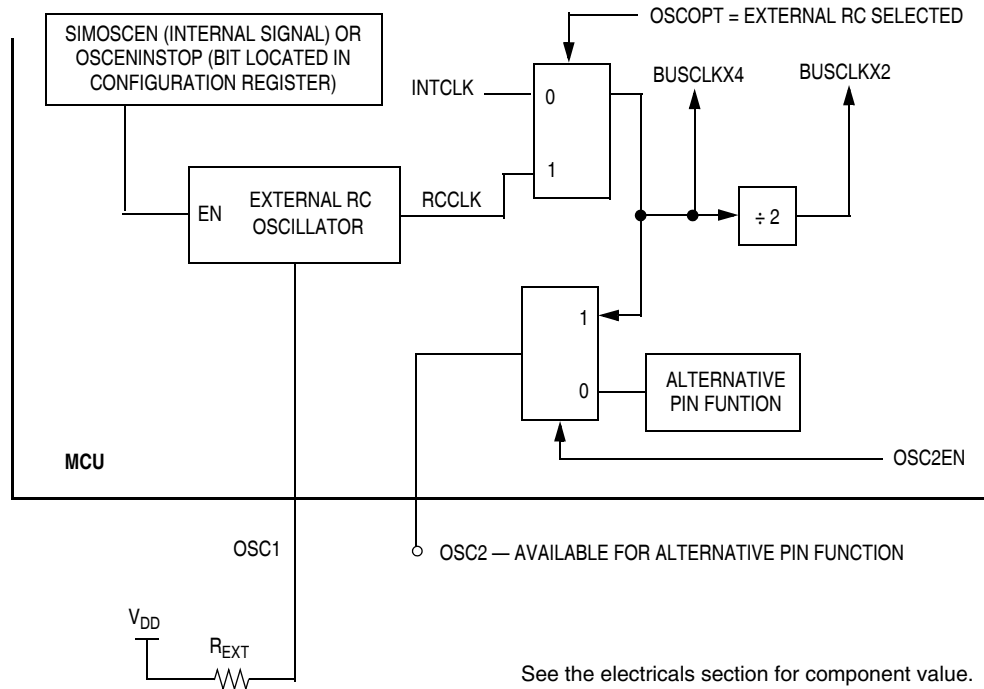 OSCOPT = EXTERNAL RC SELECTED
SIMOSCEN (INTERNAL SIGNAL) OR
OSCENINSTOP (BIT LOCATED IN
CONFIGURATION REGISTER)
BUSCLKX4
BUSCLKX2
INTCLK
0
1
EN
EXTERNAL RC
OSCILLATOR
RCCLK
÷ 2
1
0
ALTERNATIVE
PIN FUNTION
MCU
OSC2EN
OSC1
OSC2 — AVAILABLE FOR ALTERNATIVE PIN FUNCTION
VDD
REXT
See the electricals section for component value.